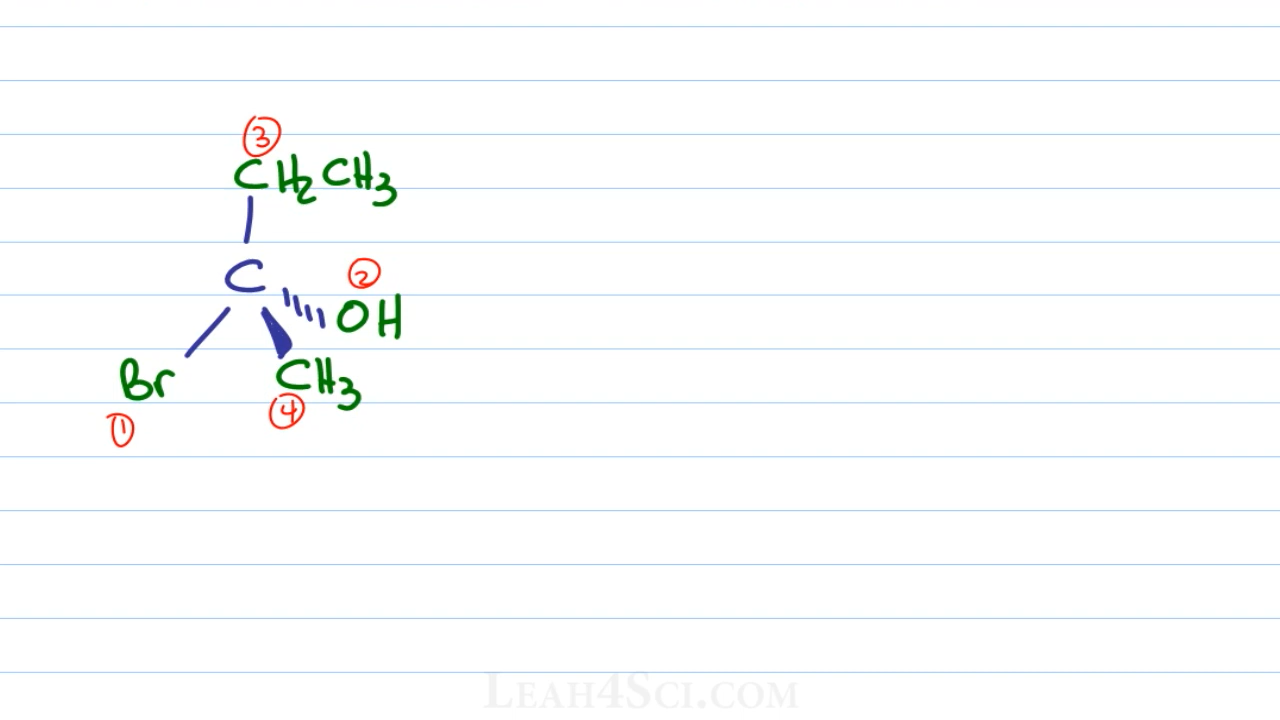 ③
CH₂CH₃
C
②
OH
Br
CH₃
④
①
LEAH4SCI.COM